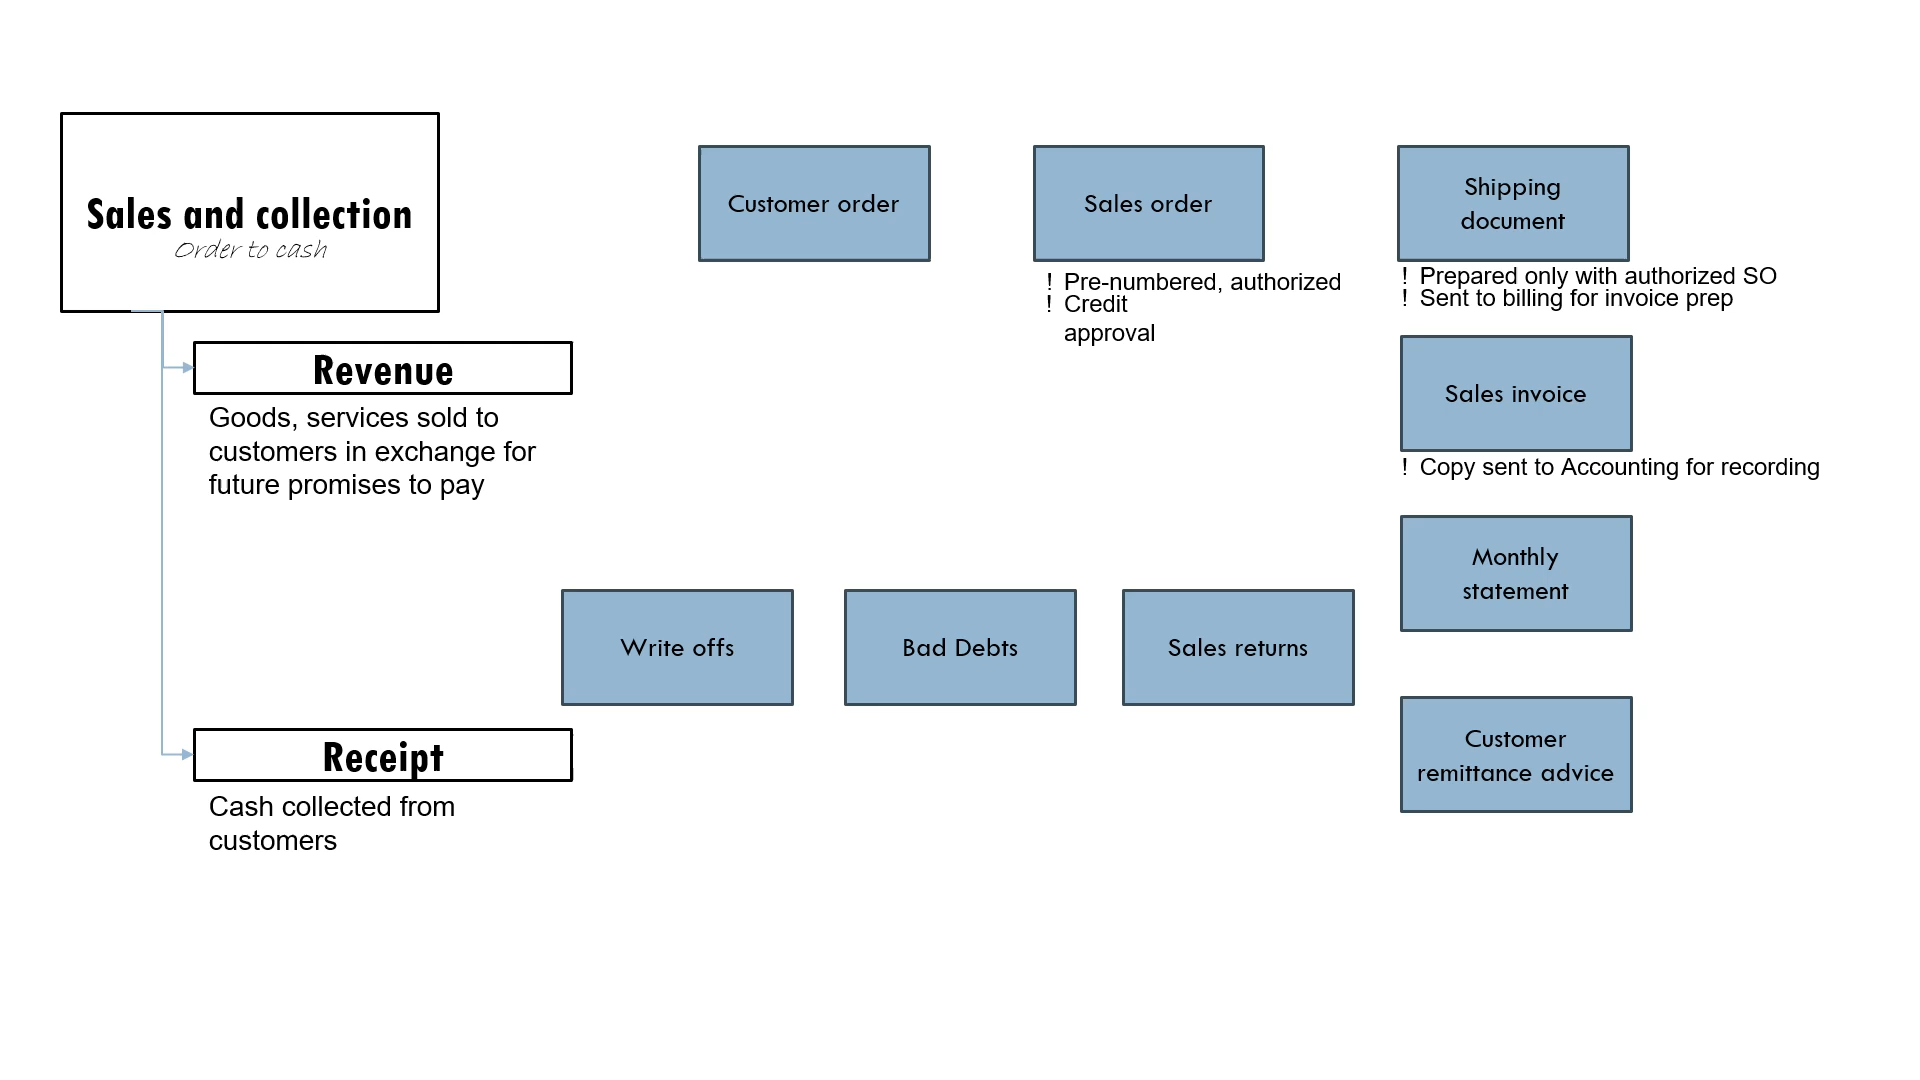 Sales and collection
Order to cash
Revenue
Goods, services sold to
customers in exchange for
future promises to pay
Receipt
Cash collected from
customers
Customer order
Sales order
! Pre-numbered, authorized
! Credit
approval
Shipping
document
! Prepared only with authorized SO
! Sent to billing for invoice prep
Sales invoice
! Copy sent to Accounting for recording
Monthly
statement
Write offs
Bad Debts
Sales returns
Customer
remittance advice